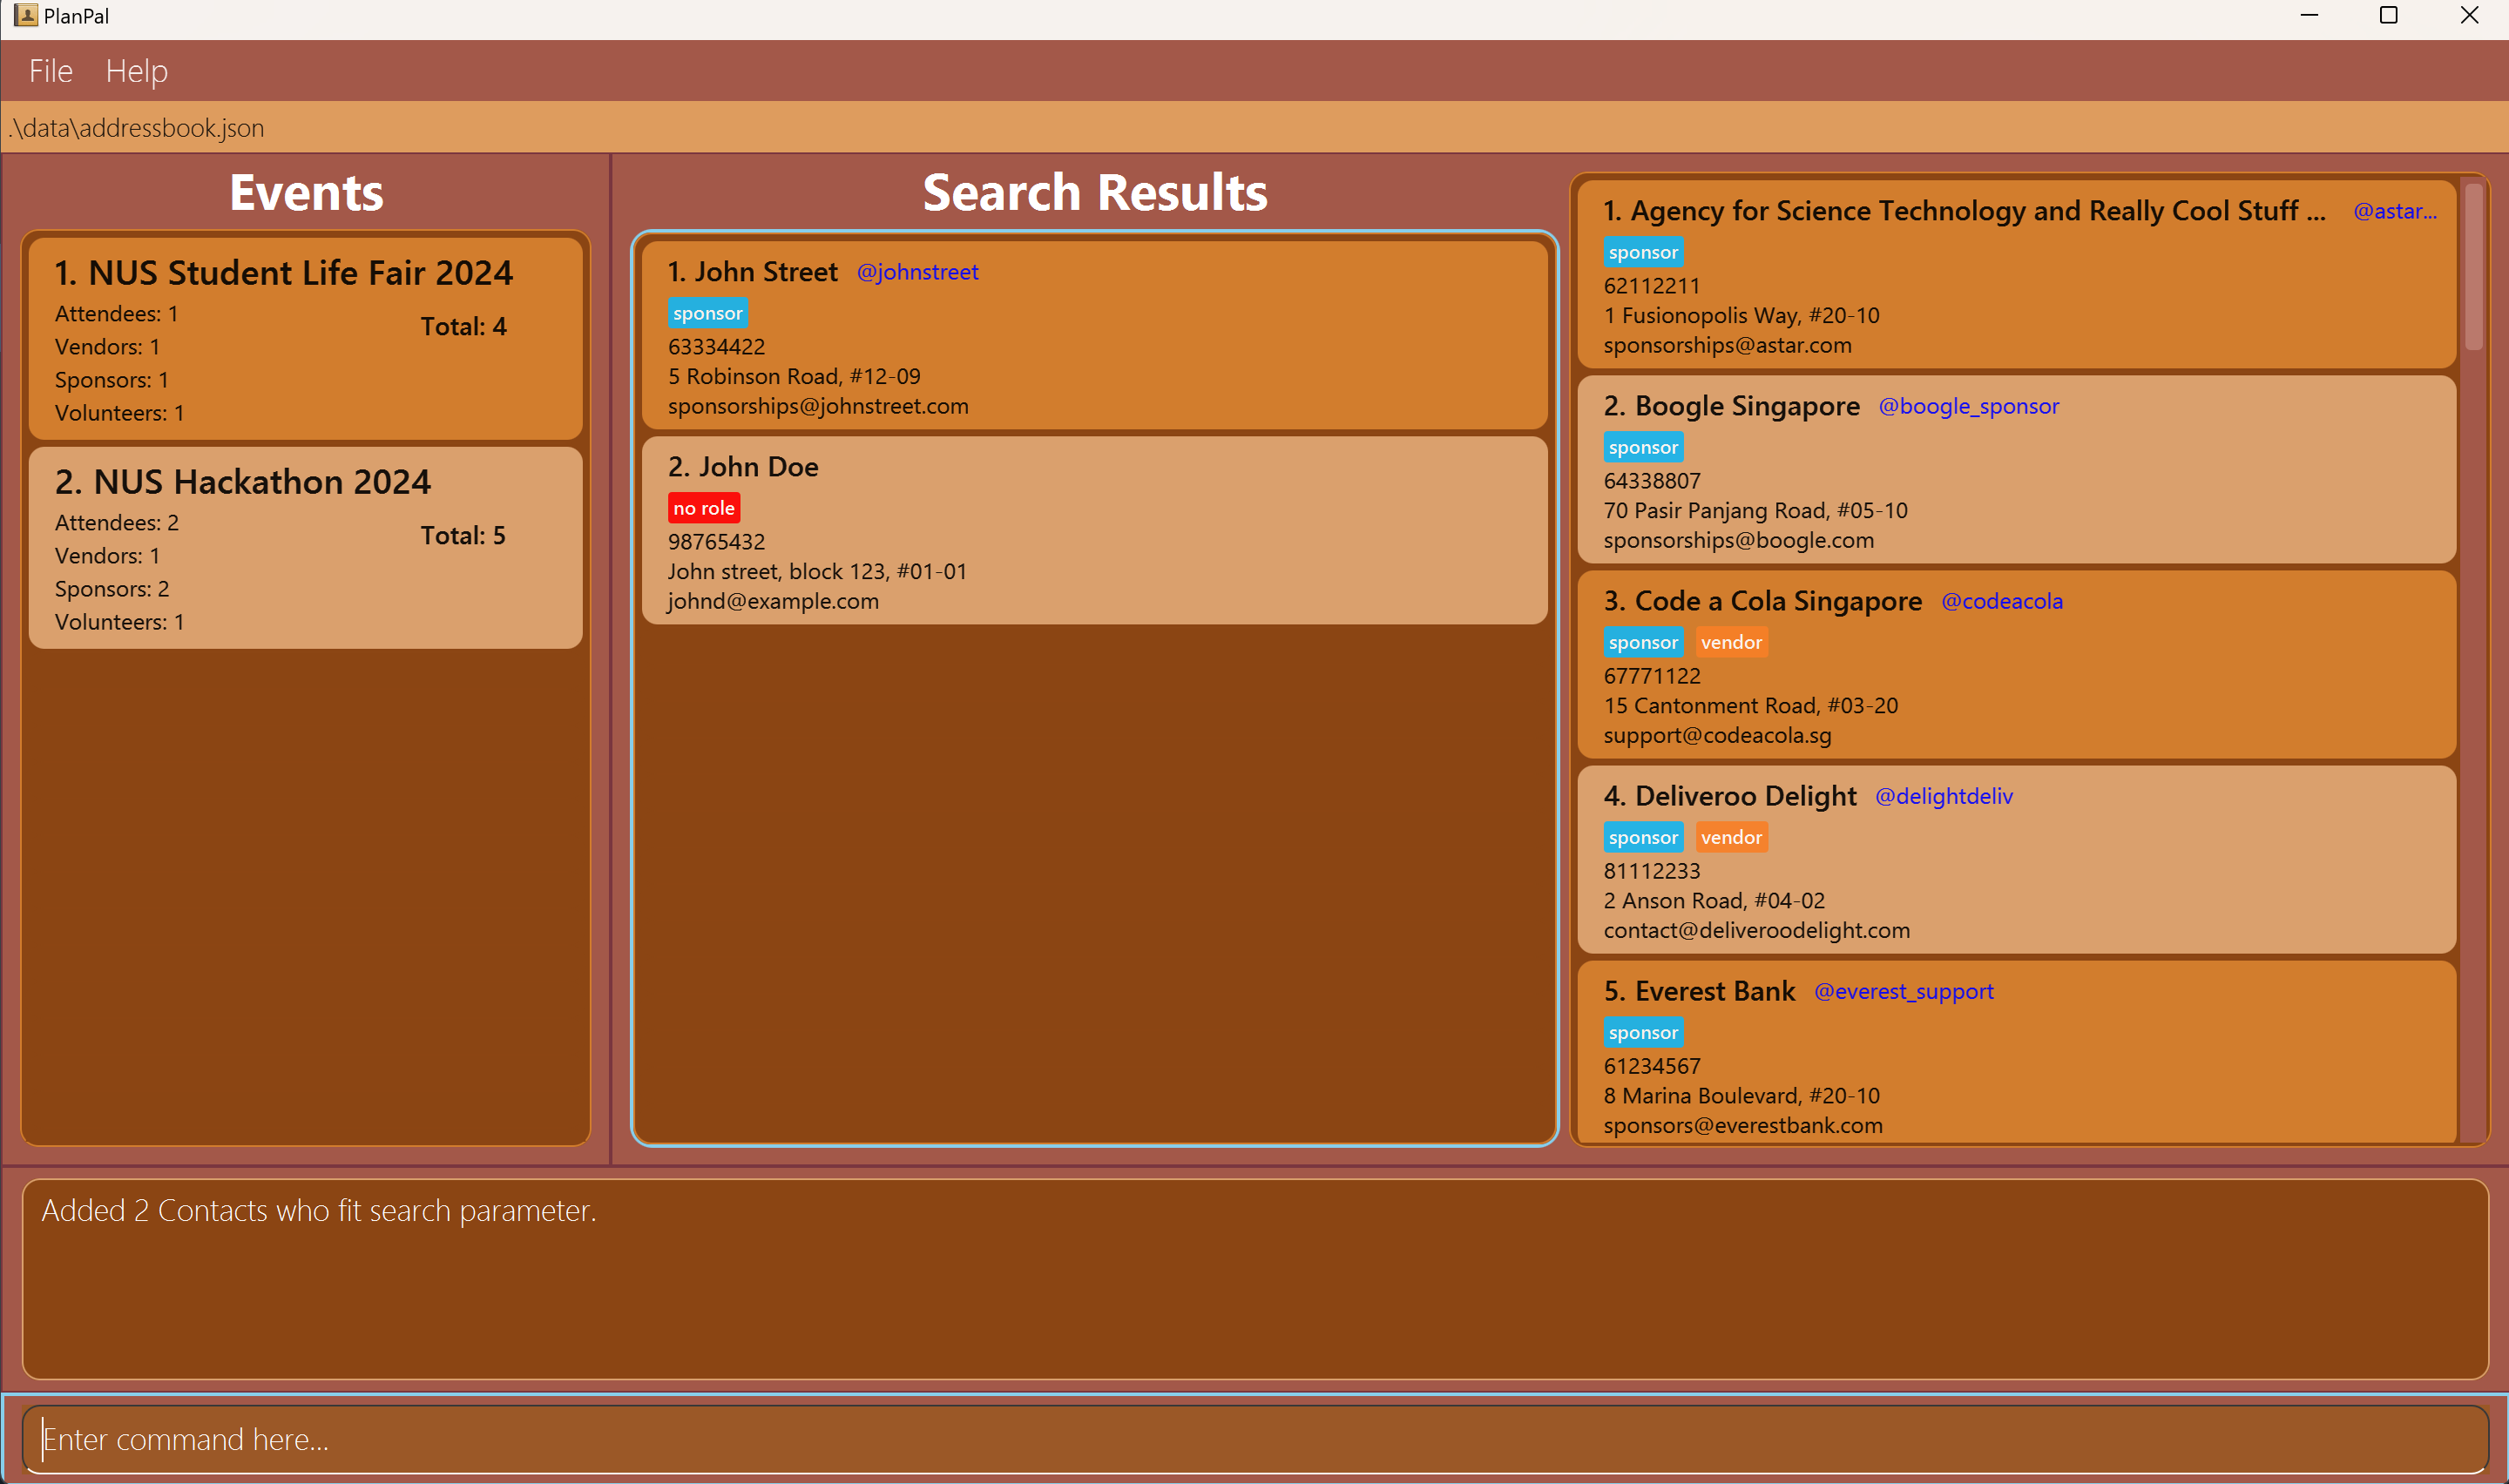 PlanPal
File Help
.\data\addressbook.json
Events
1. NUS Student Life Fair 2024
Attendees: 1
Total: 4
Vendors: 1
Sponsors: 1
Volunteers: 1
2. NUS Hackathon 2024
Attendees: 2
Total: 5
Vendors: 1
Sponsors: 2
Volunteers: 1
Search Results
1. John Street @johnstreet
sponsor
63334422
5 Robinson Road, #12-09
sponsorships@johnstreet.com
2. John Doe
no role
98765432
John street, block 123, #01-01
johnd@example.com
1. Agency for Science Technology and Really Cool Stuff ... @astar...
sponsor
62112211
1 Fusionopolis Way, #20-10
sponsorships@astar.com
2. Boogle Singapore @boogle_sponsor
sponsor
64338807
70 Pasir Panjang Road, #05-10
sponsorships@boogle.com
3. Code a Cola Singapore @codeacola
sponsor vendor
67771122
15 Cantonment Road, #03-20
support@codeacola.sg
4. Deliveroo Delight @delightdeliv
sponsor vendor
81112233
2 Anson Road, #04-02
contact@deliveroodelight.com
5. Everest Bank @everest_support
sponsor
61234567
8 Marina Boulevard, #20-10
sponsors@everestbank.com
Added 2 Contacts who fit search parameter.
Enter command here...